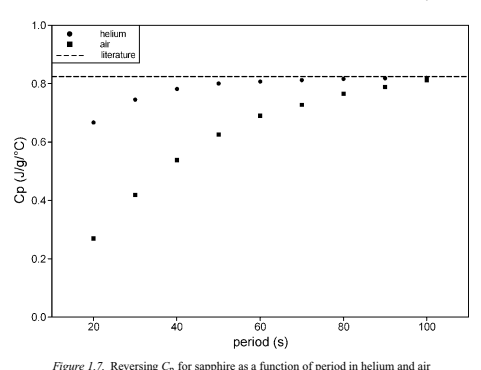 1.0
helium
air
literature
0.8
0.6
0.4
0.2
0.0
Cp (J/g/°C)
20
40
60
80
100
period (s)
Figure 1.7. Reversing Cp for sapphire as a function of period in helium and air